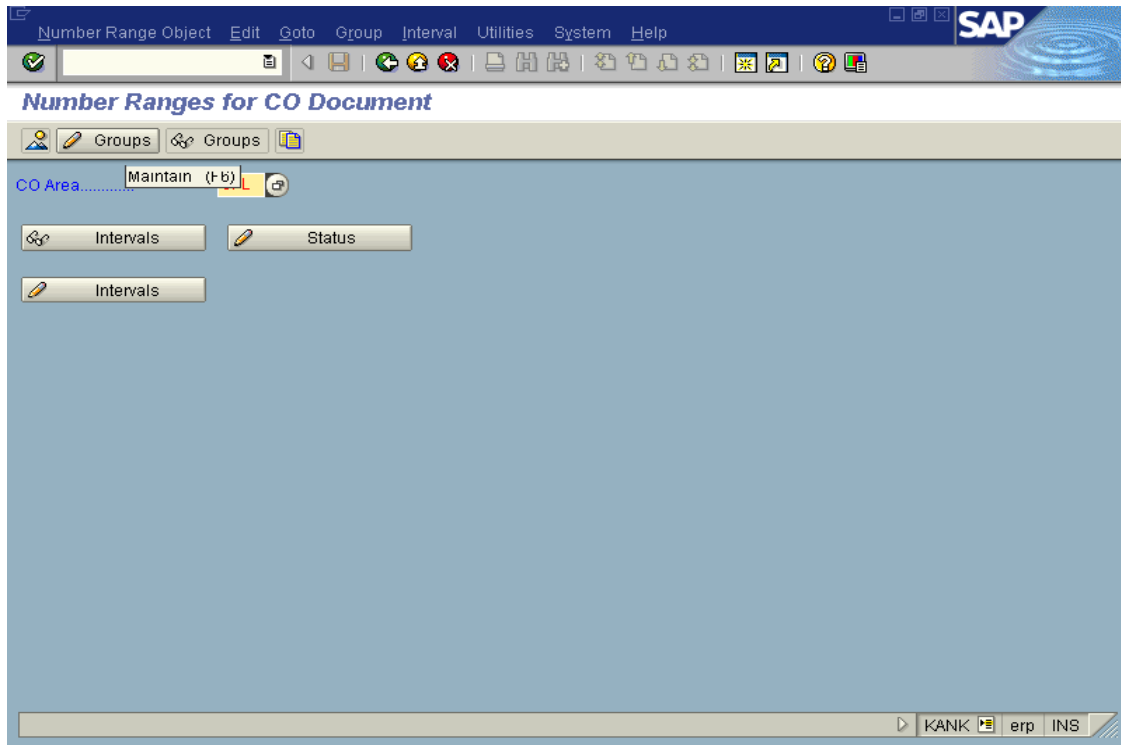 Number Range Object Edit Goto Group Interval Utilities System Help
SAP
Number Ranges for CO Document
Groups Groups
Maintain (F6)
CO Area.............
Intervals Status
Intervals
KANK erp INS